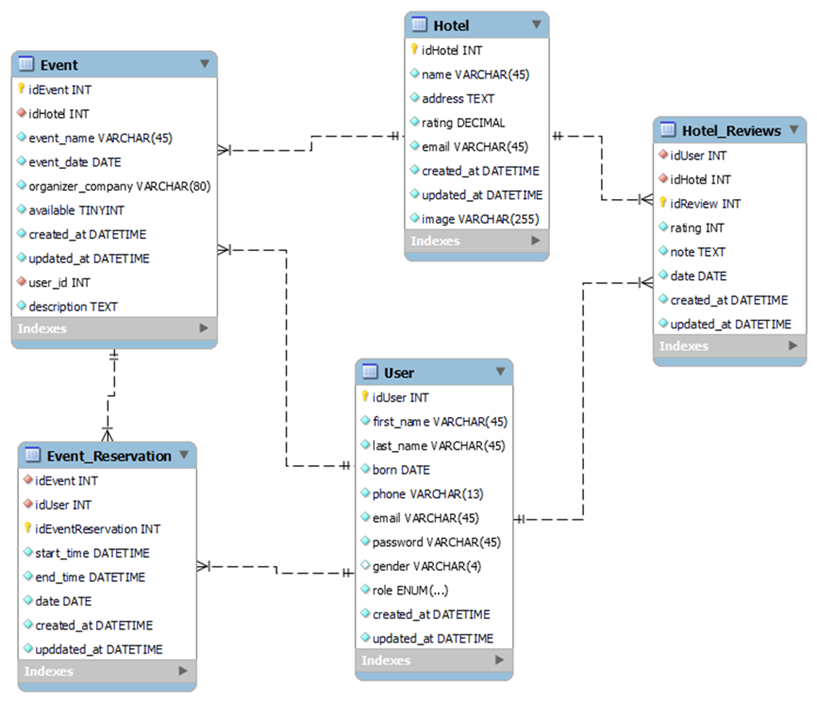 Event
idEvent INT
idHotel INT
event_name VARCHAR(45)
event_date DATE
organizer_company VARCHAR(80)
available TINYINT
created_at DATETIME
updated_at DATETIME
user_id INT
description TEXT
Indexes
Hotel
idHotel INT
name VARCHAR(45)
address TEXT
rating DECIMAL
email VARCHAR(45)
created_at DATETIME
updated_at DATETIME
image VARCHAR(255)
Indexes
Hotel_Reviews
idUser INT
idHotel INT
idReview INT
rating INT
note TEXT
date DATE
created_at DATETIME
updated_at DATETIME
Indexes
User
idUser INT
first_name VARCHAR(45)
last_name VARCHAR(45)
born DATE
phone VARCHAR(13)
email VARCHAR(45)
password VARCHAR(45)
gender VARCHAR(4)
role ENUM(...)
created_at DATETIME
updated_at DATETIME
Indexes
Event_Reservation
idEvent INT
idUser INT
idEventReservation INT
start_time DATETIME
end_time DATETIME
date DATE
created_at DATETIME
upddated_at DATETIME
Indexes